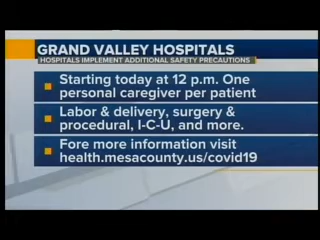 GRAND VALLEY HOSPITALS
HOSPITALS IMPLEMENT ADDITIONAL SAFETY PRECAUTIONS
Starting today at 12 p.m. One
personal caregiver per patient
Labor & delivery, surgery &
procedural, I-C-U, and more.
Fore more information visit
health.mesacounty.us/covid19